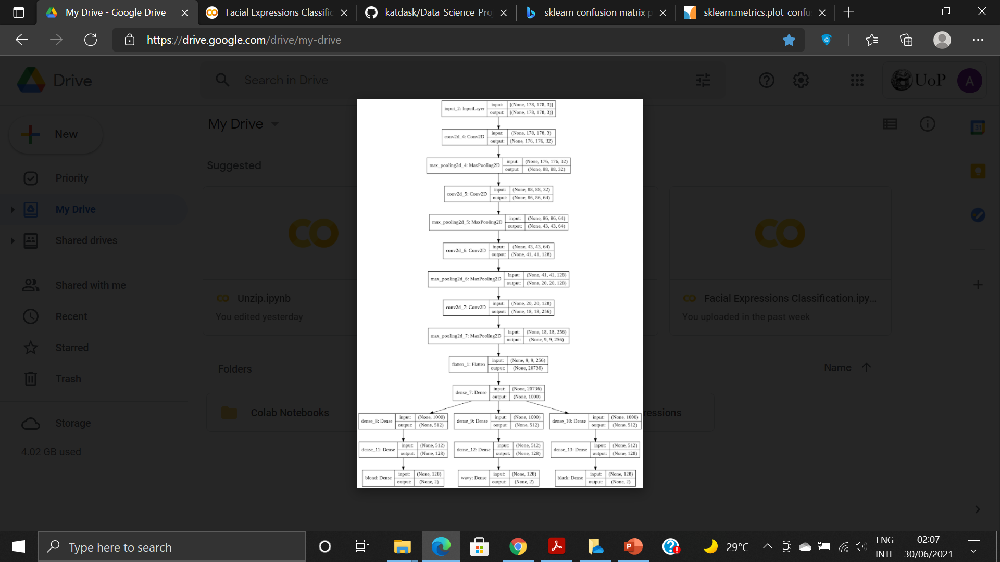 My Drive - Google Drive
Facial Expressions Classific
katdask/Data_Science_Pro
sklearn confusion matrix p
sklearn.metrics.plot_confu
https://drive.google.com/drive/my-drive
Drive
Search in Drive
UoP
A
New
My Drive
31
Suggested
Priority
My Drive
Shared drives
Shared with me
Recent
Starred
Trash
Storage
4.02 GB used
Unzip.ipynb
You edited yesterday
Facial Expressions Classification.ipy...
You uploaded in the past week
Folders
Name
Colab Notebooks
ressions
input_2: InputLayer
input: [(None, 178, 178, 3)]
output: [(None, 178, 178, 3)]
conv2d_4: Conv2D
input: (None, 178, 178, 3)
output: (None, 176, 176, 32)
max_pooling2d_4: MaxPooling2D
input: (None, 176, 176, 32)
output: (None, 88, 88, 32)
conv2d_5: Conv2D
input: (None, 88, 88, 32)
output: (None, 86, 86, 64)
max_pooling2d_5: MaxPooling2D
input: (None, 86, 86, 64)
output: (None, 43, 43, 64)
conv2d_6: Conv2D
input: (None, 43, 43, 64)
output: (None, 41, 41, 128)
max_pooling2d_6: MaxPooling2D
input: (None, 41, 41, 128)
output: (None, 20, 20, 128)
conv2d_7: Conv2D
input: (None, 20, 20, 128)
output: (None, 18, 18, 256)
max_pooling2d_7: MaxPooling2D
input: (None, 18, 18, 256)
output: (None, 9, 9, 256)
flatten_1: Flatten
input: (None, 9, 9, 256)
output: (None, 20736)
dense_7: Dense
input: (None, 20736)
output: (None, 1000)
dense_8: Dense
input: (None, 1000)
output: (None, 512)
dense_9: Dense
input: (None, 1000)
output: (None, 512)
dense_10: Dense
input: (None, 1000)
output: (None, 512)
dense_11: Dense
input: (None, 512)
output: (None, 128)
dense_12: Dense
input: (None, 512)
output: (None, 128)
dense_13: Dense
input: (None, 512)
output: (None, 128)
blond: Dense
input: (None, 128)
output: (None, 2)
wavy: Dense
input: (None, 128)
output: (None, 2)
black: Dense
input: (None, 128)
output: (None, 2)
Type here to search
29°C
ENG
INTL
02:07
30/06/2021